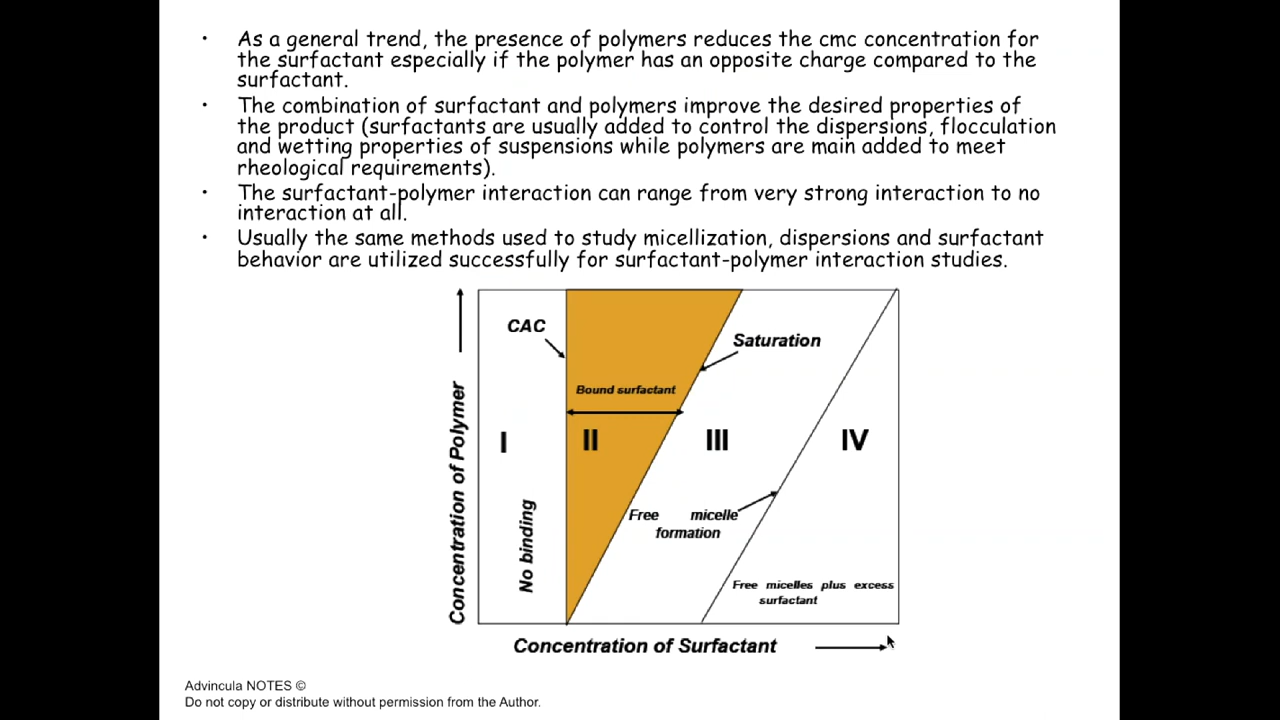 • As a general trend, the presence of polymers reduces the cmc concentration for
the surfactant especially if the polymer has an opposite charge compared to the
surfactant.
• The combination of surfactant and polymers improve the desired properties of
the product (surfactants are usually added to control the dispersions, flocculation
and wetting properties of suspensions while polymers are main added to meet
rheological requirements).
• The surfactant-polymer interaction can range from very strong interaction to no
interaction at all.
• Usually the same methods used to study micellization, dispersions and surfactant
behavior are utilized successfully for surfactant-polymer interaction studies.
Concentration of Polymer
CAC
Saturation
Bound surfactant
I
II
III
IV
No binding
Free micelle
formation
Free micelles plus excess
surfactant
Concentration of Surfactant
Advincula NOTES ©
Do not copy or distribute without permission from the Author.